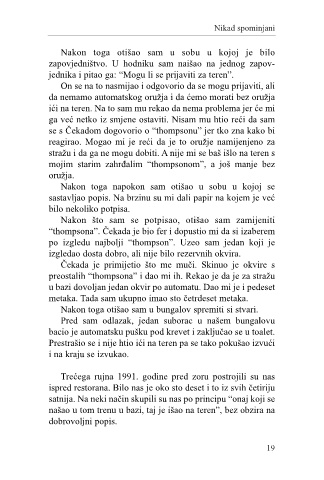 Nikad spominjani
Nakon toga otišao sam u sobu u kojoj je bilo
zapovjedništvo. U hodniku sam naišao na jednog zapov-
jednika i pitao ga: “Mogu li se prijaviti za teren”.
On se na to nasmijao i odgovorio da se mogu prijaviti, ali
da nemamo automatskog oružja i da ćemo morati bez oružja
ići na teren. Na to sam mu rekao da nema problema jer će mi
ga već netko iz smjene ostaviti. Nisam mu htio reći da sam
se s Čekadom dogovorio o “thompsonu” jer tko zna kako bi
reagirao. Mogao mi je reći da je to oružje namijenjeno za
stražu i da ga ne mogu dobiti. A nije mi se baš išlo na teren s
mojim starim zahrđalim “thompsonom”, a još manje bez
oružja.
Nakon toga napokon sam otišao u sobu u kojoj se
sastavljao popis. Na brzinu su mi dali papir na kojem je već
bilo nekoliko potpisa.
Nakon što sam se potpisao, otišao sam zamijeniti
“thompsona”. Čekada je bio fer i dopustio mi da si izaberem
po izgledu najbolji “thompson”. Uzeo sam jedan koji je
izgledao dosta dobro, ali nije bilo rezervnih okvira.
Čekada je primijetio što me muči. Skinuo je okvire s
preostalih “thompsona” i dao mi ih. Rekao je da je za stražu
u bazi dovoljan jedan okvir po automatu. Dao mi je i pedeset
metaka. Tada sam ukupno imao sto četrdeset metaka.
Nakon toga otišao sam u bungalov spremiti si stvari.
Pred sam odlazak, jedan suborac u našem bungalovu
bacio je automatsku pušku pod krevet i zaključao se u toalet.
Prestrašio se i nije htio ići na teren pa se tako pokušao izvući
i na kraju se izvukao.
Trećega rujna 1991. godine pred zoru postrojili su nas
ispred restorana. Bilo nas je oko sto deset i to iz svih četiriju
satnija. Na neki način skupili su nas po principu “onaj koji se
našao u tom trenu u bazi, taj je išao na teren”, bez obzira na
dobrovoljni popis.
19